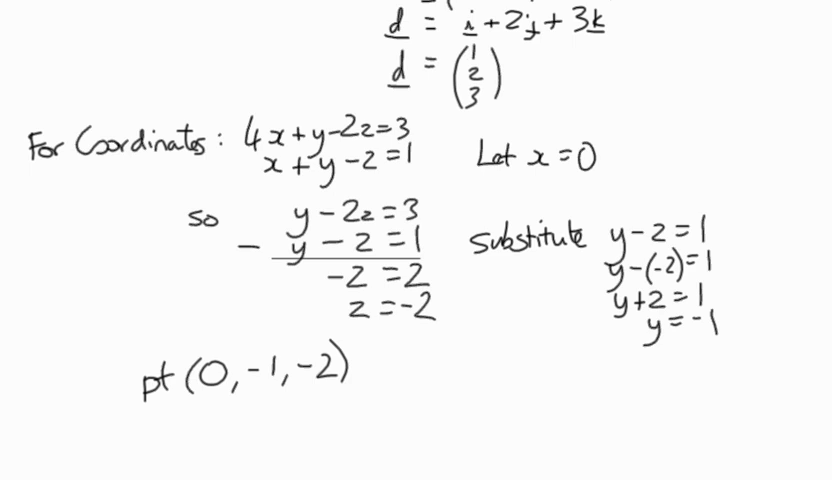 d = i + 2j + 3k
d = (1 2 3)
For Coordinates: 4x+y-2z=3
x+y-z=1
Let x=0
so y-2z=3
- y-z=1
-z=2
z=-2
Substitute y-z=1
y-(-2)=1
y+2=1
y=-1
pt (0,-1,-2)